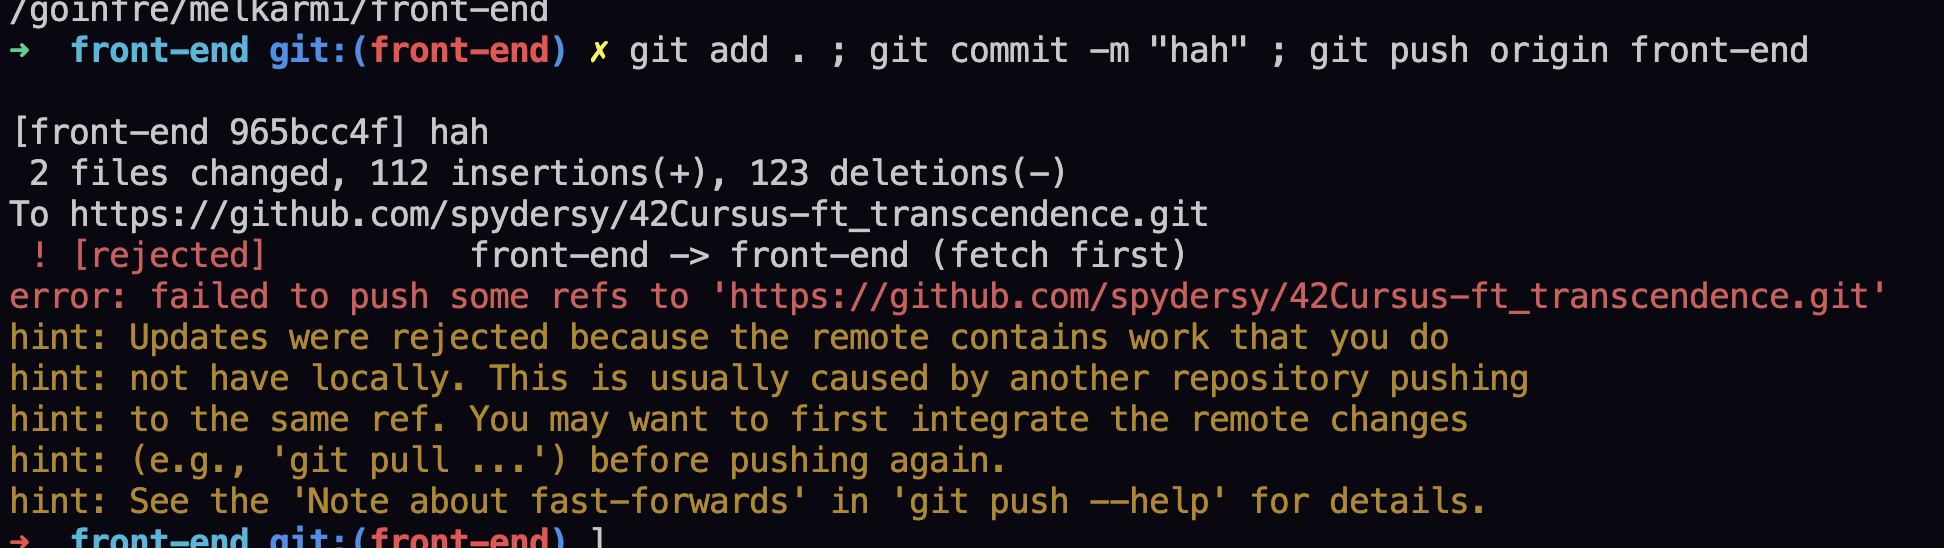 /goinfre/melkarmi/front-end
➜  front-end git:(front-end) ✗ git add . ; git commit -m "hah" ; git push origin front-end
[front-end 965bcc4f] hah
 2 files changed, 112 insertions(+), 123 deletions(-)
To https://github.com/spydersy/42Cursus-ft_transcendence.git
 ! [rejected]          front-end -> front-end (fetch first)
error: failed to push some refs to 'https://github.com/spydersy/42Cursus-ft_transcendence.git'
hint: Updates were rejected because the remote contains work that you do
hint: not have locally. This is usually caused by another repository pushing
hint: to the same ref. You may want to first integrate the remote changes
hint: (e.g., 'git pull ...') before pushing again.
hint: See the 'Note about fast-forwards' in 'git push --help' for details.
➜  front-end git:(front-end) ]